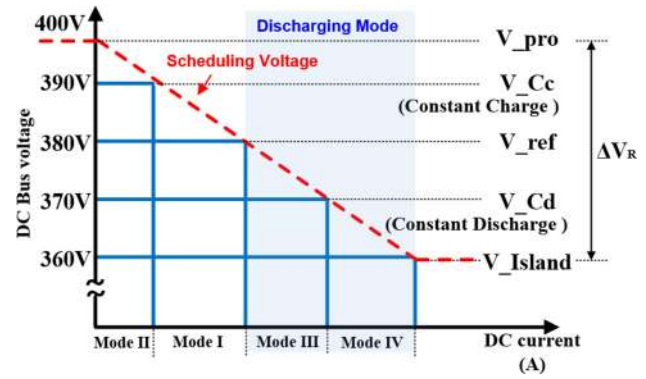 400V
Discharging Mode
V_pro
Scheduling Voltage
390V
V_Cc
(Constant Charge )
DC Bus voltage
380V
V_ref
ΔVR
370V
V_Cd
(Constant Discharge )
360V
V_Island
≈
Mode II
Mode I
Mode III
Mode IV
DC current
(A)